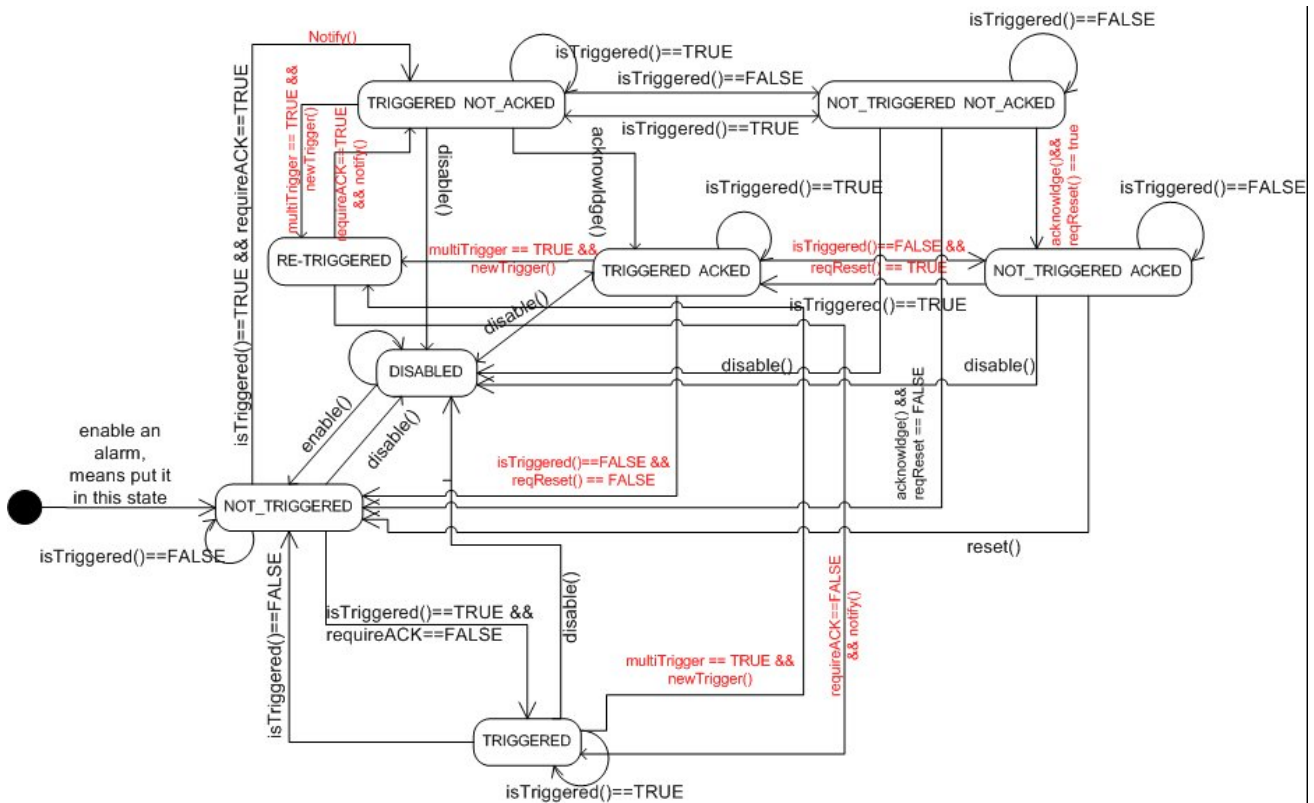 isTriggered()==FALSE
Notify()
isTriggered()==TRUE
isTriggered()==FALSE
TRIGGERED NOT_ACKED
NOT_TRIGGERED NOT_ACKED
isTriggered()==TRUE
multiTrigger == TRUE &&
newTrigger()
requireACK==TRUE
&& notify()
disable()
acknowldge()
acknowldge()&&
reqReset() == true
isTriggered()==TRUE && requireACK==TRUE
isTriggered()==TRUE
isTriggered()==FALSE
RE-TRIGGERED
multiTrigger == TRUE &&
newTrigger()
TRIGGERED ACKED
isTriggered()==FALSE &&
reqReset() == TRUE
NOT_TRIGGERED ACKED
isTriggered()==TRUE
disable()
DISABLED
disable()
disable()
enable()
disable()
acknowldge() &&
reqReset == FALSE
enable an
alarm,
means put it
in this state
isTriggered()==FALSE &&
reqReset() == FALSE
NOT_TRIGGERED
isTriggered()==FALSE
reset()
isTriggered()==FALSE
isTriggered()==TRUE &&
requireACK==FALSE
disable()
multiTrigger == TRUE &&
newTrigger()
requireACK==FALSE
&& notify()
TRIGGERED
isTriggered()==TRUE